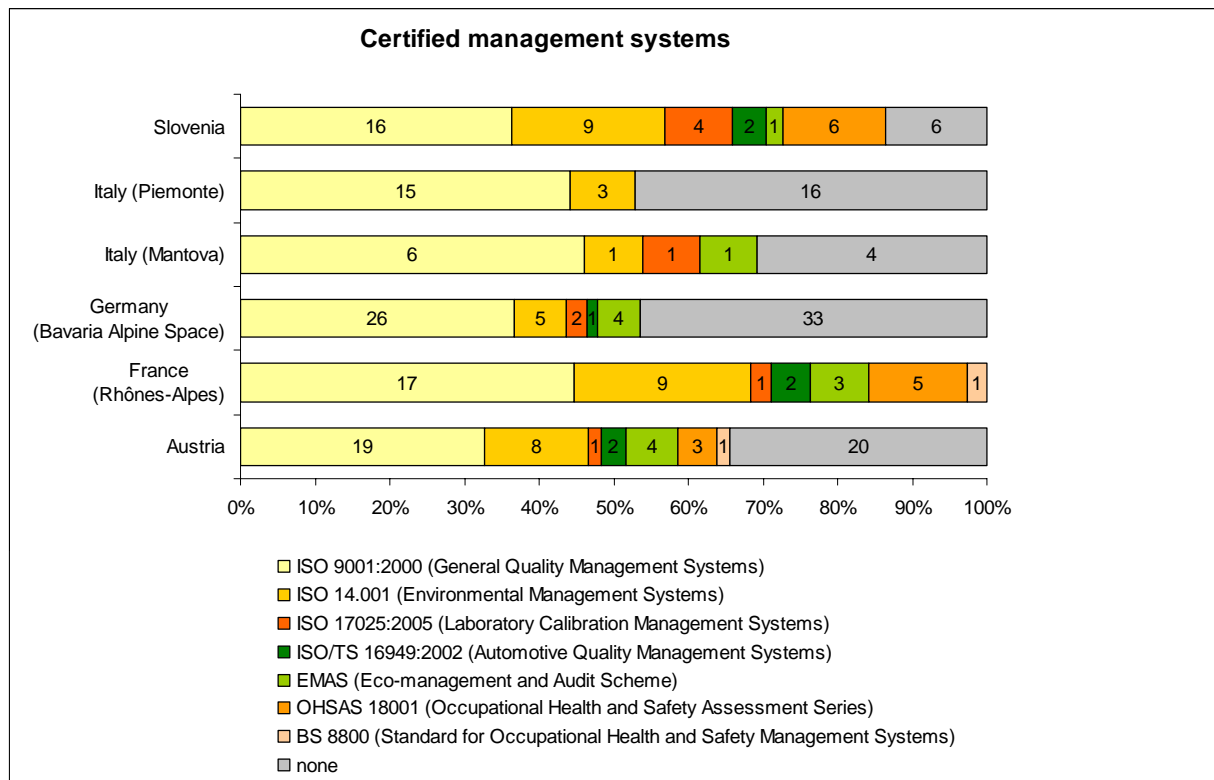 Certified management systems
Slovenia
16 9 4 2 1 6 6
Italy (Piemonte)
15 3 16
Italy (Mantova)
6 1 1 1 4
Germany
(Bavaria Alpine Space)
26 5 2 1 4 33
France
(Rhônes-Alpes)
17 9 1 2 3 5 1
Austria
19 8 1 2 4 3 1 20
0% 10% 20% 30% 40% 50% 60% 70% 80% 90% 100%
ISO 9001:2000 (General Quality Management Systems)
ISO 14.001 (Environmental Management Systems)
ISO 17025:2005 (Laboratory Calibration Management Systems)
ISO/TS 16949:2002 (Automotive Quality Management Systems)
EMAS (Eco-management and Audit Scheme)
OHSAS 18001 (Occupational Health and Safety Assessment Series)
BS 8800 (Standard for Occupational Health and Safety Management Systems)
none